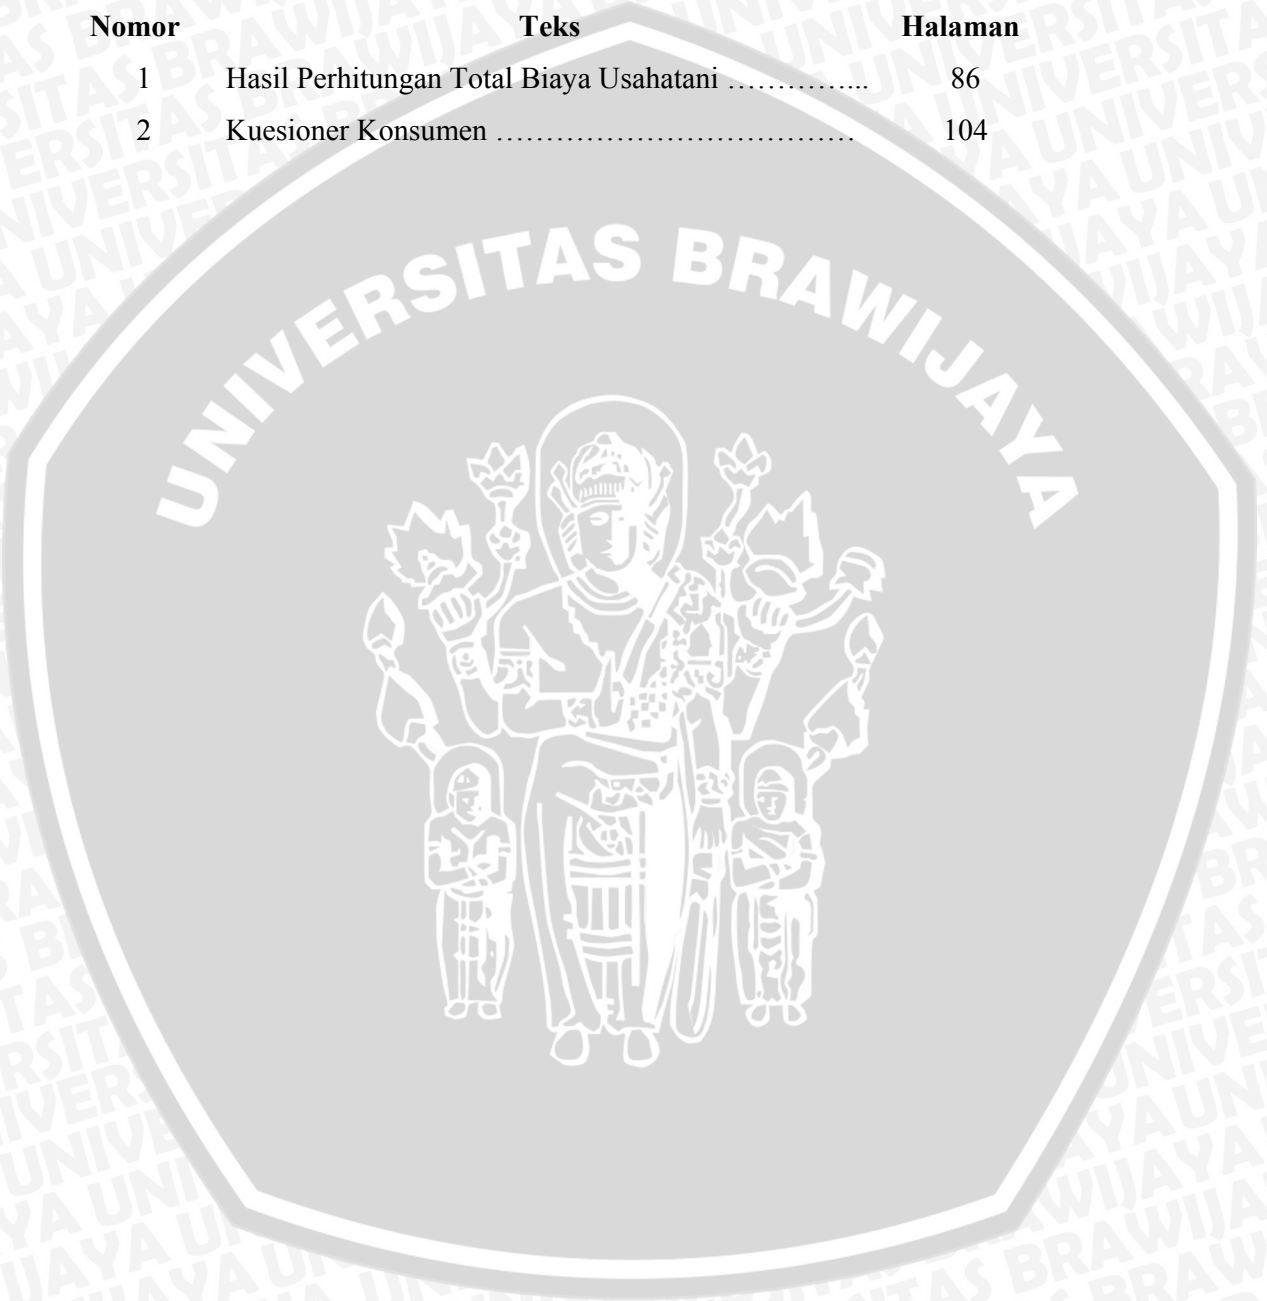 Nomor Teks Halaman
1 Hasil Perhitungan Total Biaya Usahatani …………... 86
2 Kuesioner Konsumen ……………………………… 104
UNIVERSITAS BRAWIJAYA